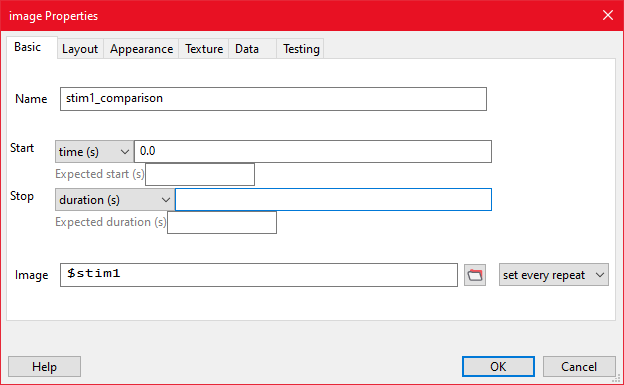 image Properties
Basic Layout Appearance Texture Data Testing
Name stim1_comparison
Start time (s) 0.0
Expected start (s)
Stop duration (s)
Expected duration (s)
Image $stim1 set every repeat
Help OK Cancel